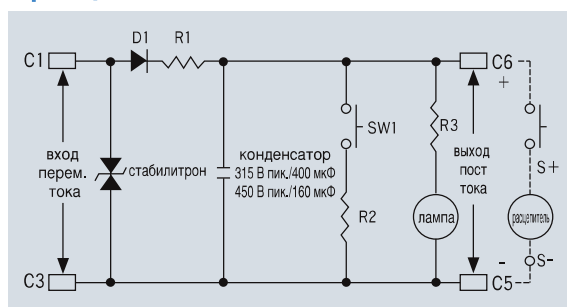 D1
R1
C1
C6
+
SW1
R3
вход
перем.
тока
стабилитрон
конденсатор
315 В пик./400 мкФ
450 В пик./160 мкФ
R2
лампа
выход
пост
тока
S+
расцепитель
-
S-
C3
C5